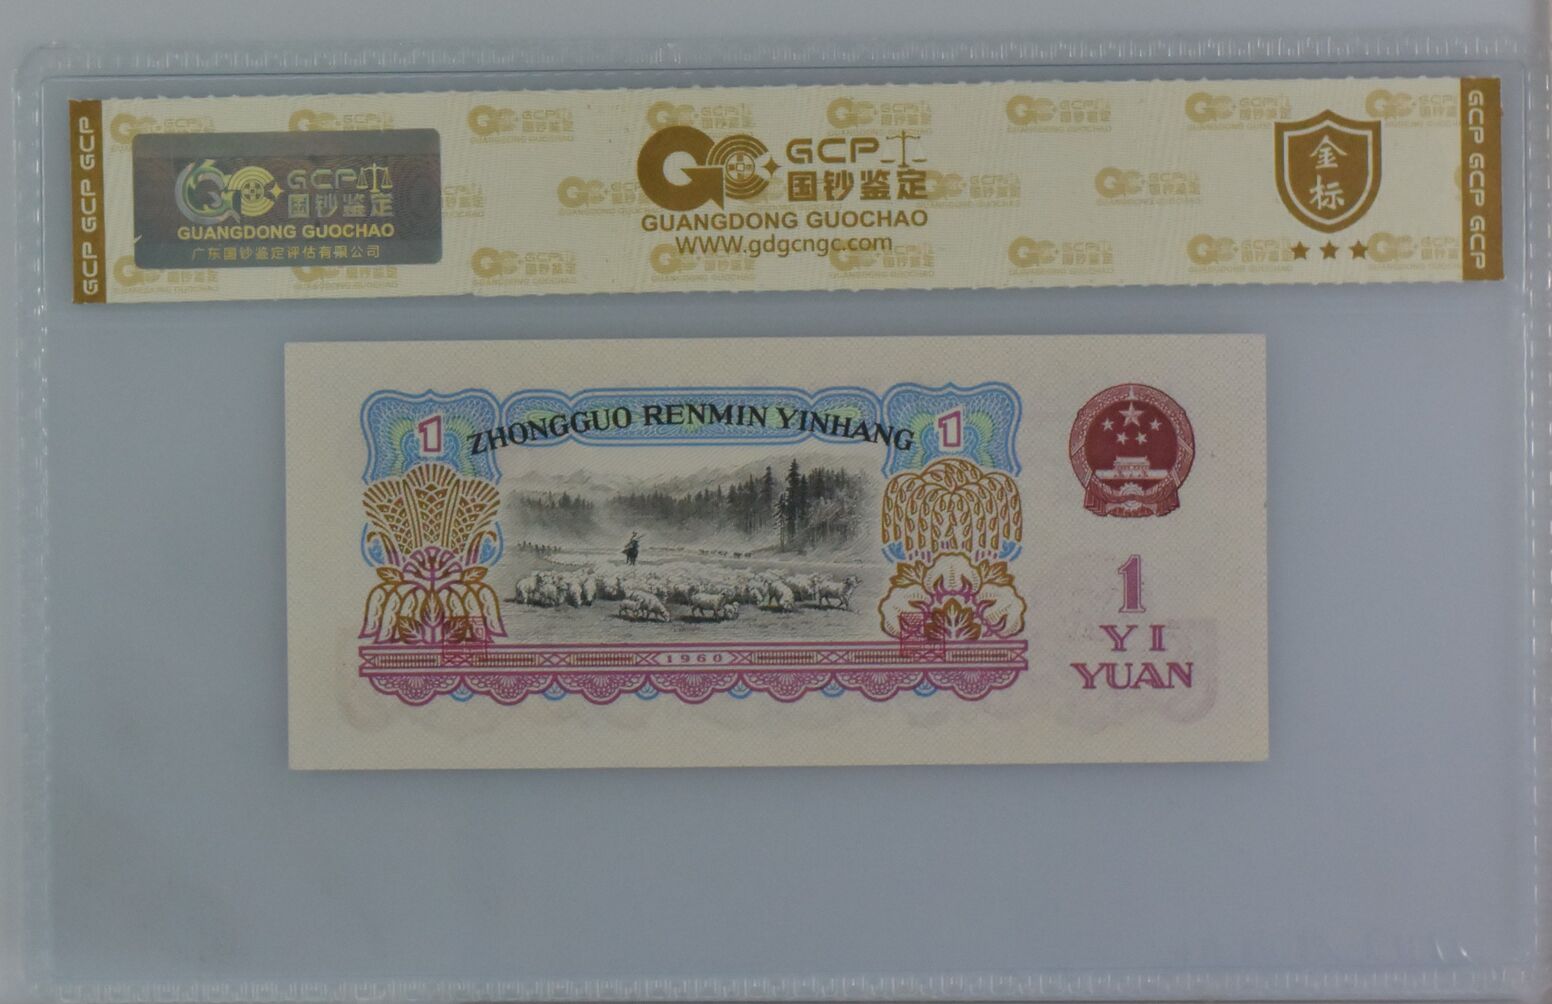 GCP GCP GCP
GCP
国钞鉴定
GUANGDONG GUOCHAO
广东国钞鉴定评估有限公司
GCP
国钞鉴定
GUANGDONG GUOCHAO
WWW.gdgcngc.com
金标
GCP GCP GCP
1
ZHONGGUO RENMIN YINHANG
1
1960
1
YI
YUAN